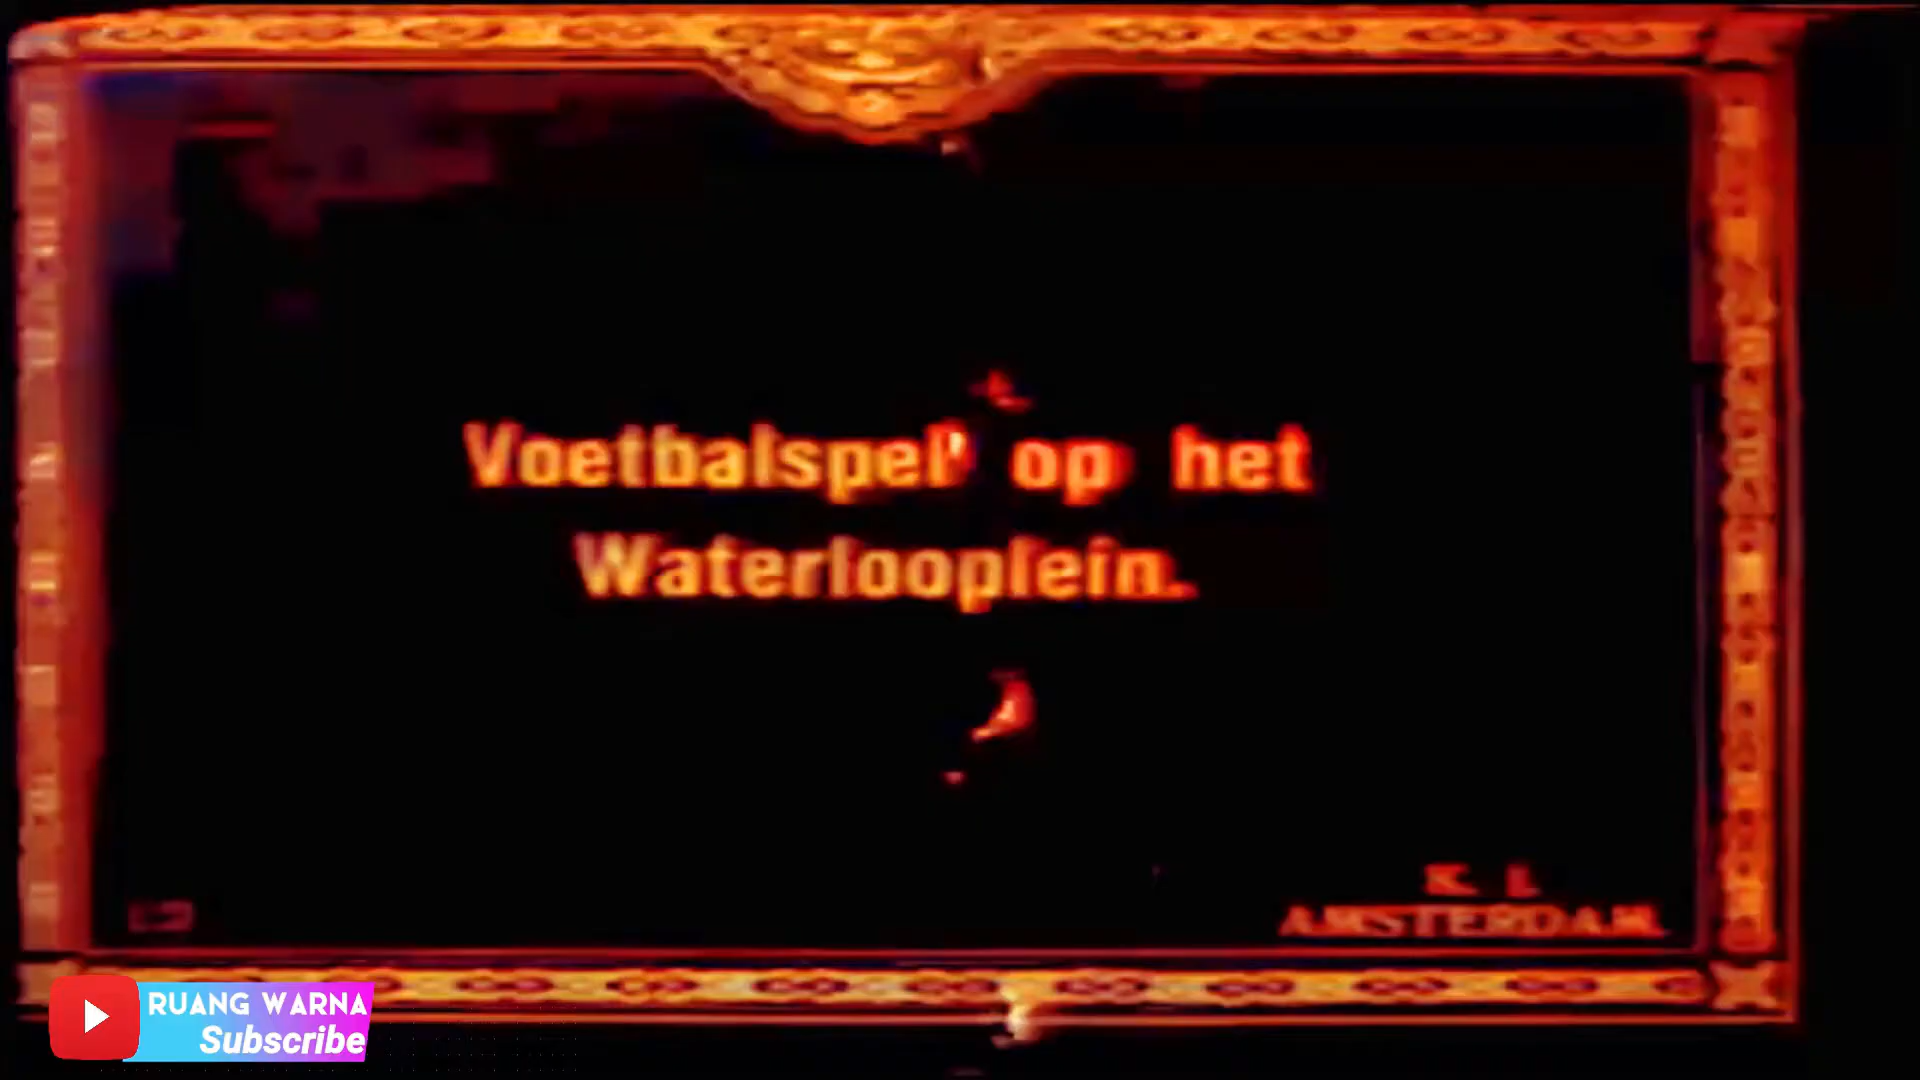 Voetbalspel op het
Waterlooplein.
K L
AMSTERDAM.
RUANG WARNA
Subscribe